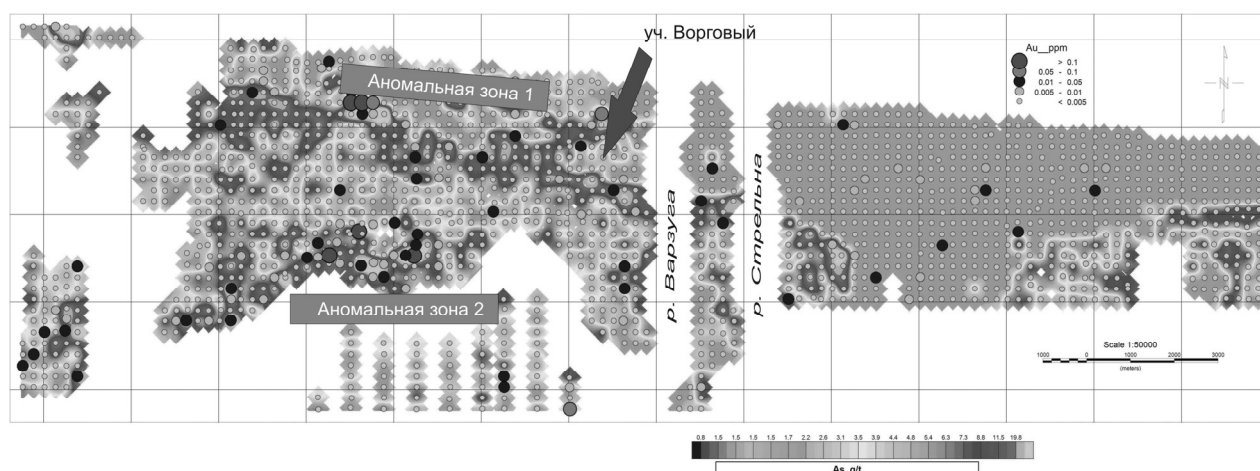 уч. Ворговый
Аномальная зона 1
Au__ppm
> 0.1
0.05 - 0.1
0.01 - 0.05
0.005 - 0.01
< 0.005
N
р. Варзуга
р. Стрельна
Аномальная зона 2
Scale 1:50000
1000 0 1000 2000 3000
(meters)
0.8 1.5 1.5 1.5 1.7 2.2 2.6 3.1 3.5 3.9 4.4 4.8 5.4 6.3 7.3 8.8 11.5 19.8
As, g/t